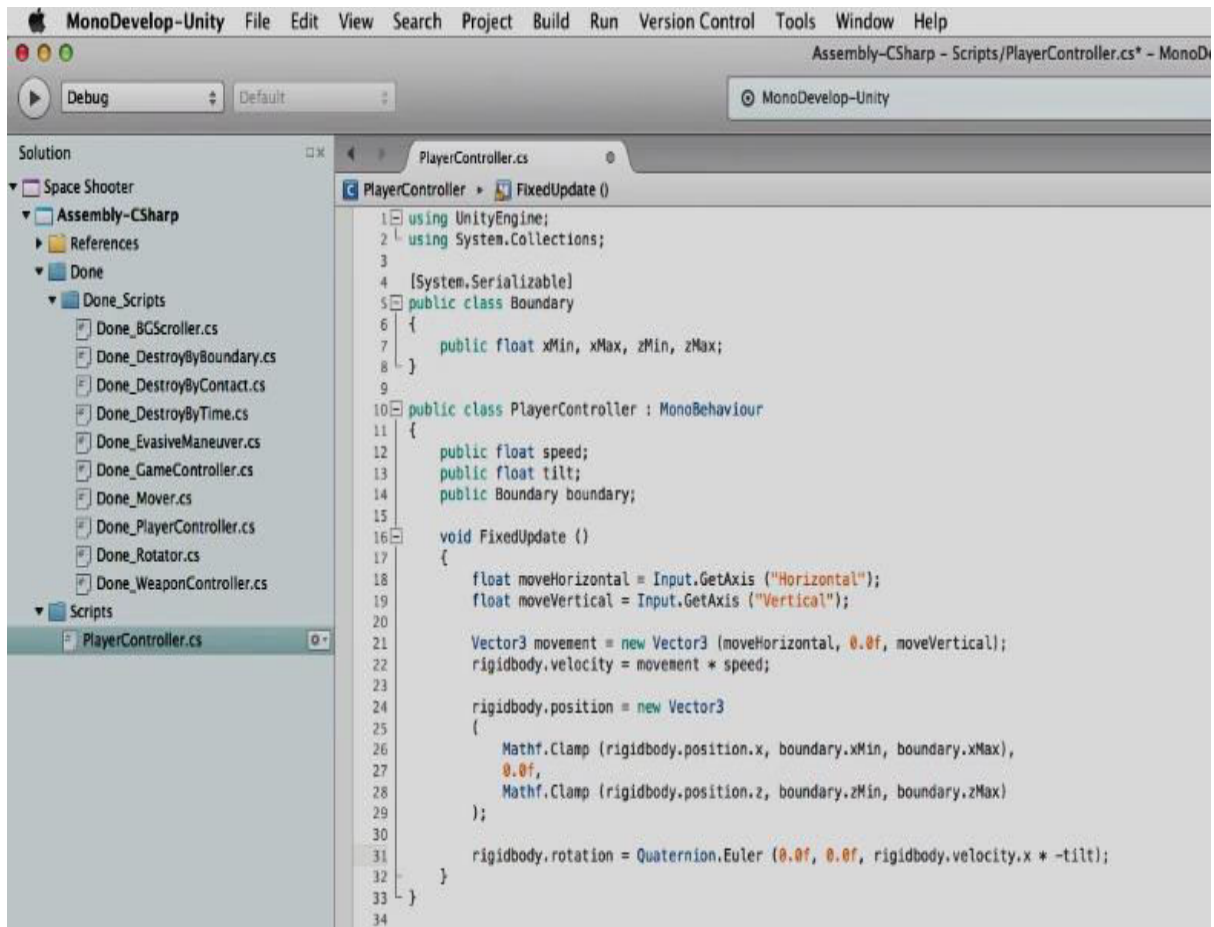 MonoDevelop-Unity File Edit View Search Project Build Run Version Control Tools Window Help
Assembly-CSharp – Scripts/PlayerController.cs* – MonoDe
Debug Default MonoDevelop-Unity
Solution
Space Shooter
Assembly-CSharp
References
Done
Done_Scripts
Done_BGScroller.cs
Done_DestroyByBoundary.cs
Done_DestroyByContact.cs
Done_DestroyByTime.cs
Done_EvasiveManeuver.cs
Done_GameController.cs
Done_Mover.cs
Done_PlayerController.cs
Done_Rotator.cs
Done_WeaponController.cs
Scripts
PlayerController.cs
PlayerController.cs
PlayerController FixedUpdate ()
1 using UnityEngine;
2 using System.Collections;
3
4 [System.Serializable]
5 public class Boundary
6 {
7 public float xMin, xMax, zMin, zMax;
8 }
9
10 public class PlayerController : MonoBehaviour
11 {
12 public float speed;
13 public float tilt;
14 public Boundary boundary;
15
16 void FixedUpdate ()
17 {
18 float moveHorizontal = Input.GetAxis ("Horizontal");
19 float moveVertical = Input.GetAxis ("Vertical");
20
21 Vector3 movement = new Vector3 (moveHorizontal, 0.0f, moveVertical);
22 rigidbody.velocity = movement * speed;
23
24 rigidbody.position = new Vector3
25 (
26 Mathf.Clamp (rigidbody.position.x, boundary.xMin, boundary.xMax),
27 0.0f,
28 Mathf.Clamp (rigidbody.position.z, boundary.zMin, boundary.zMax)
29 );
30
31 rigidbody.rotation = Quaternion.Euler (0.0f, 0.0f, rigidbody.velocity.x * -tilt);
32 }
33 }
34